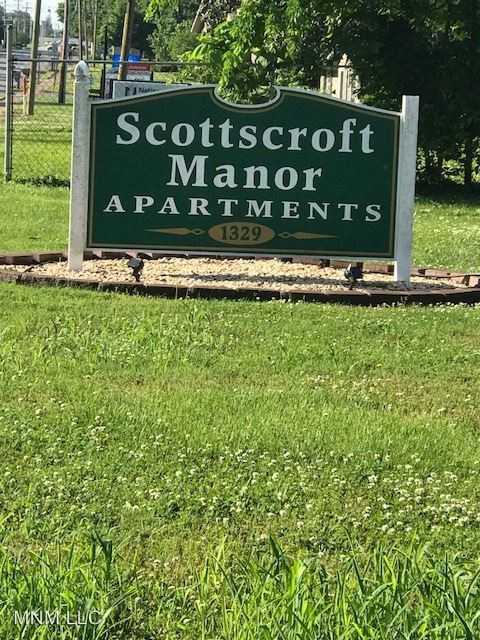 Scottscroft
Manor
APARTMENTS
1329
MNM LLC